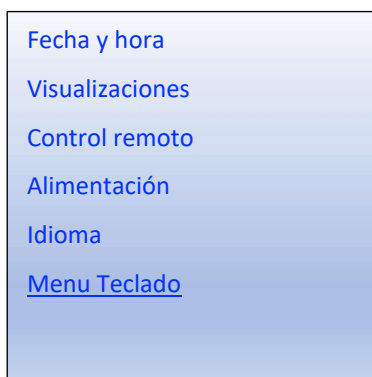 Fecha y hora
Visualizaciones
Control remoto
Alimentación
Idioma
Menu Teclado